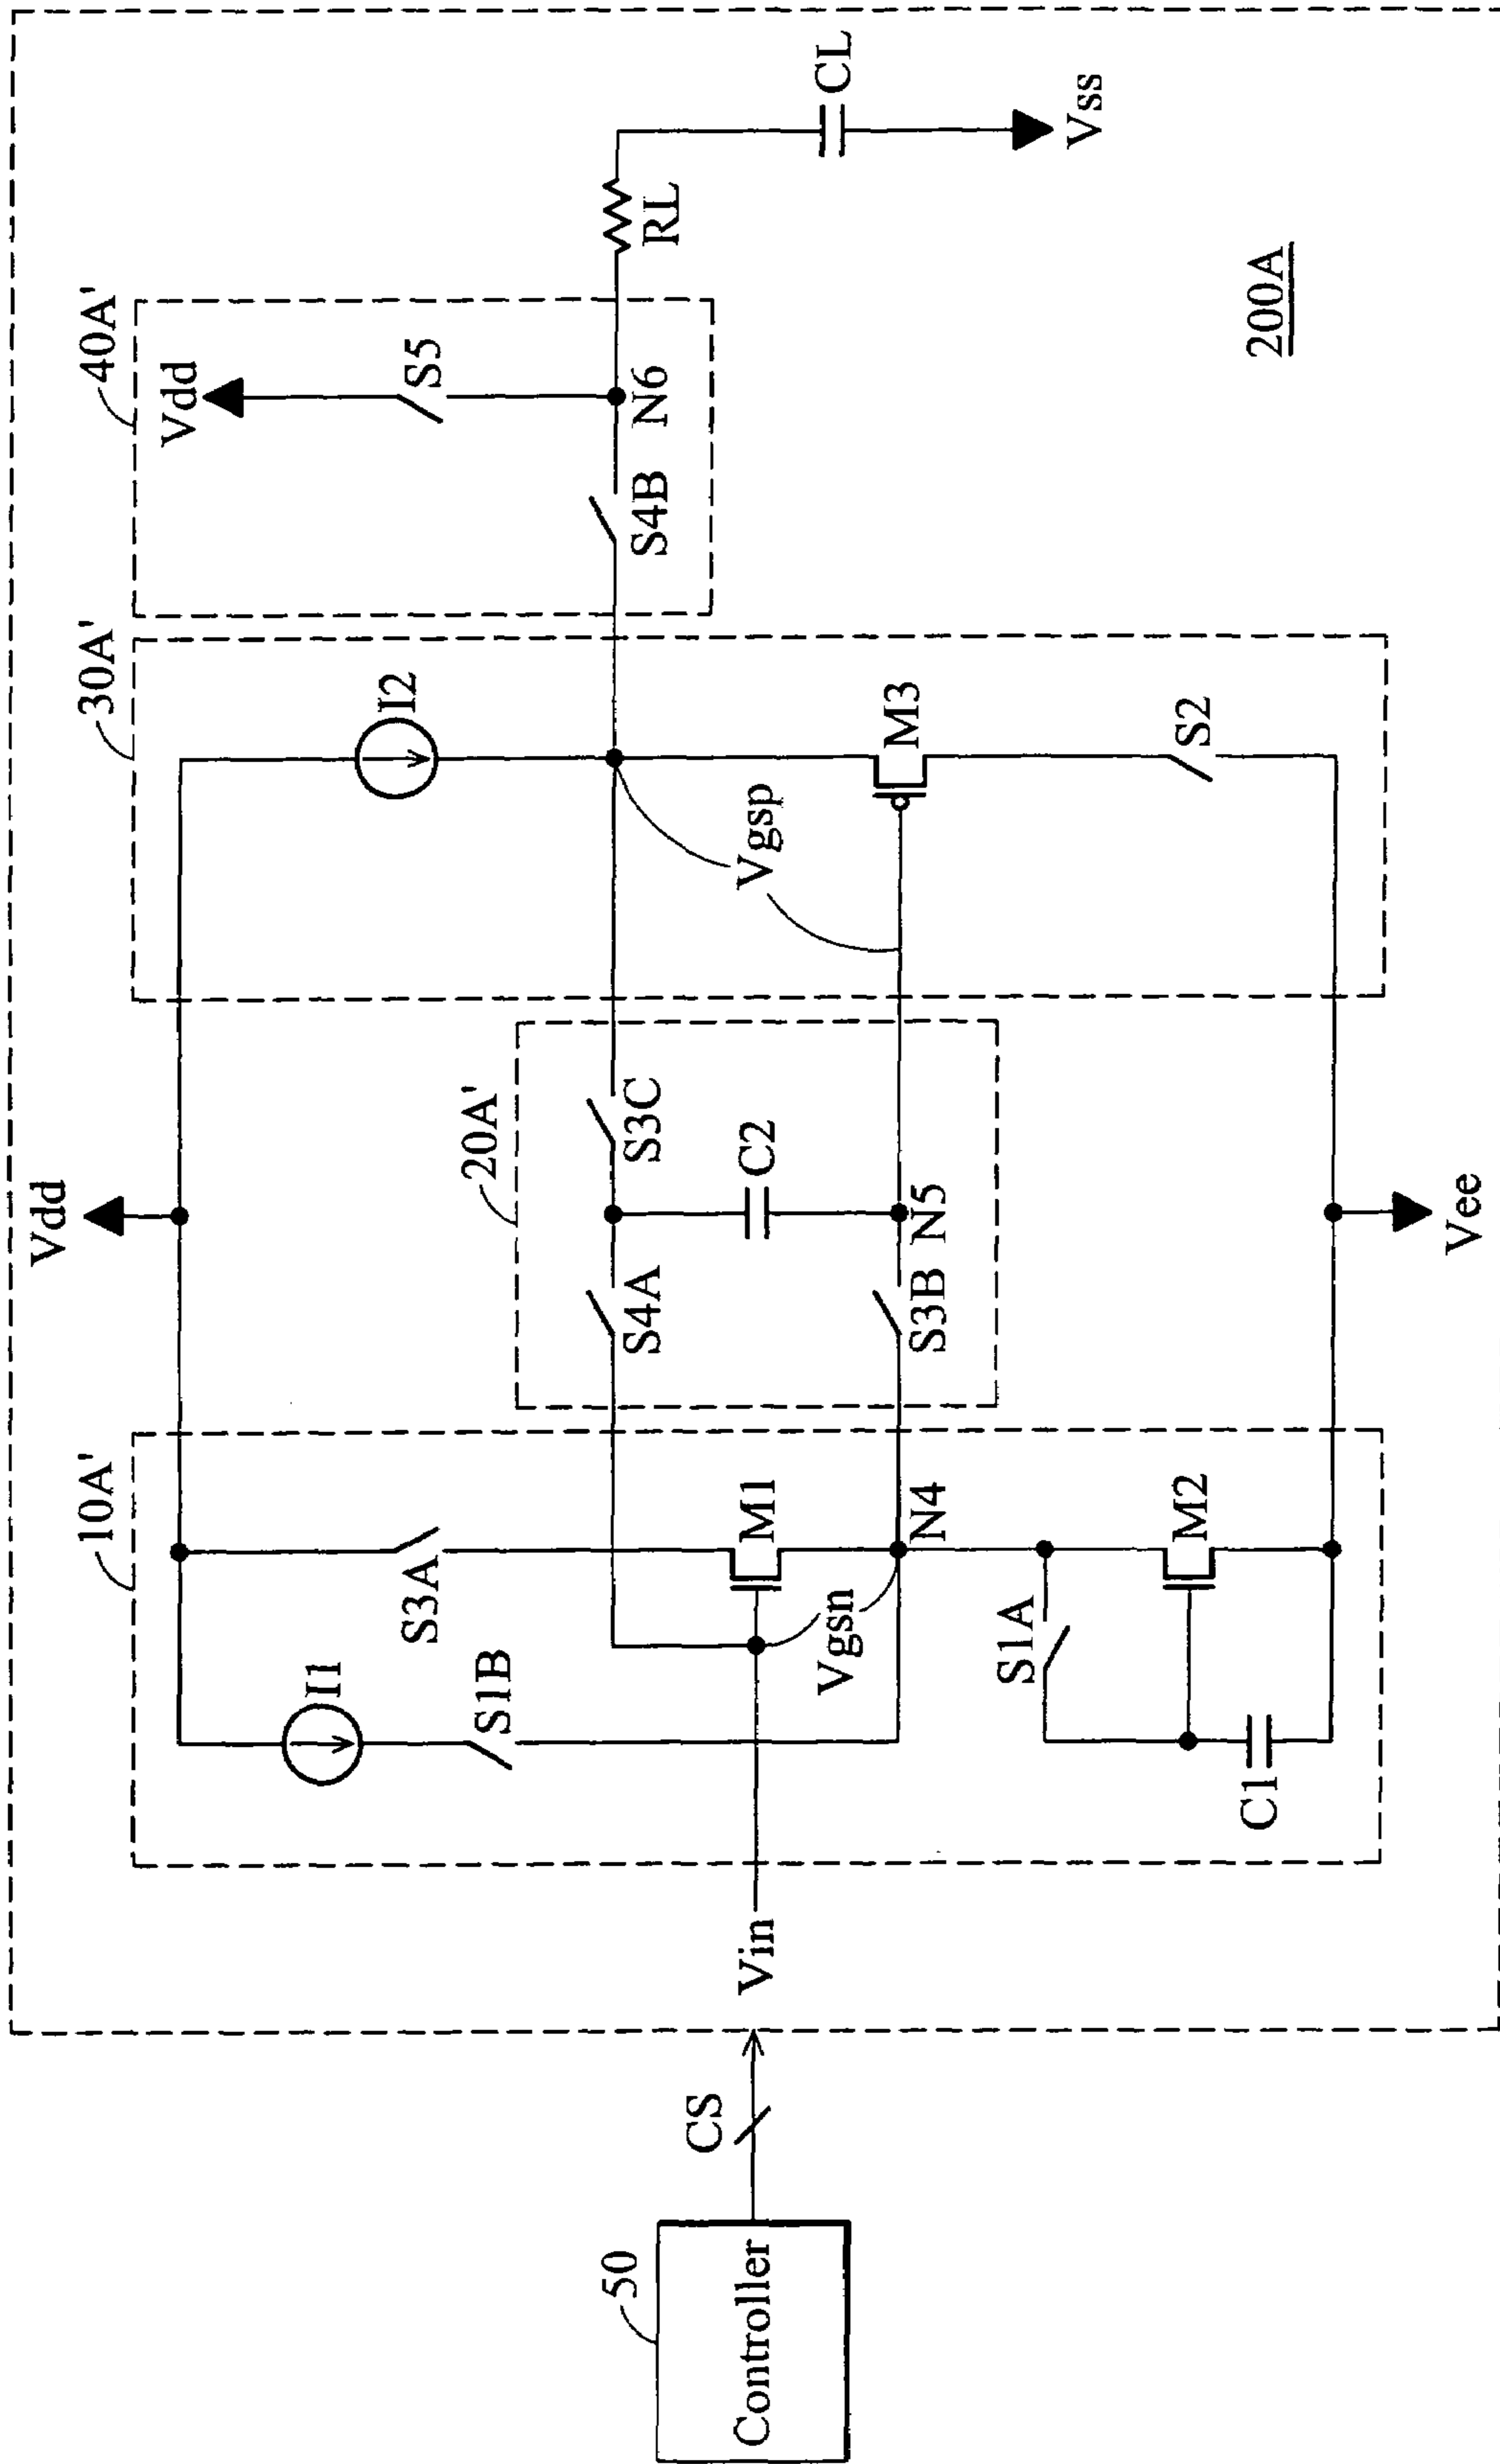 Vdd
10A'
20A'
30A'
40A'
Vdd
I1
S1B
S3A
I2
S5
S4A
S3C
S4B
N6
RL
CL
Vss
Vin
M1
C2
Vgsp
Vgsn
N4
S3B
N5
M3
S1A
M2
C1
S2
Vee
50
Controller
CS
200A